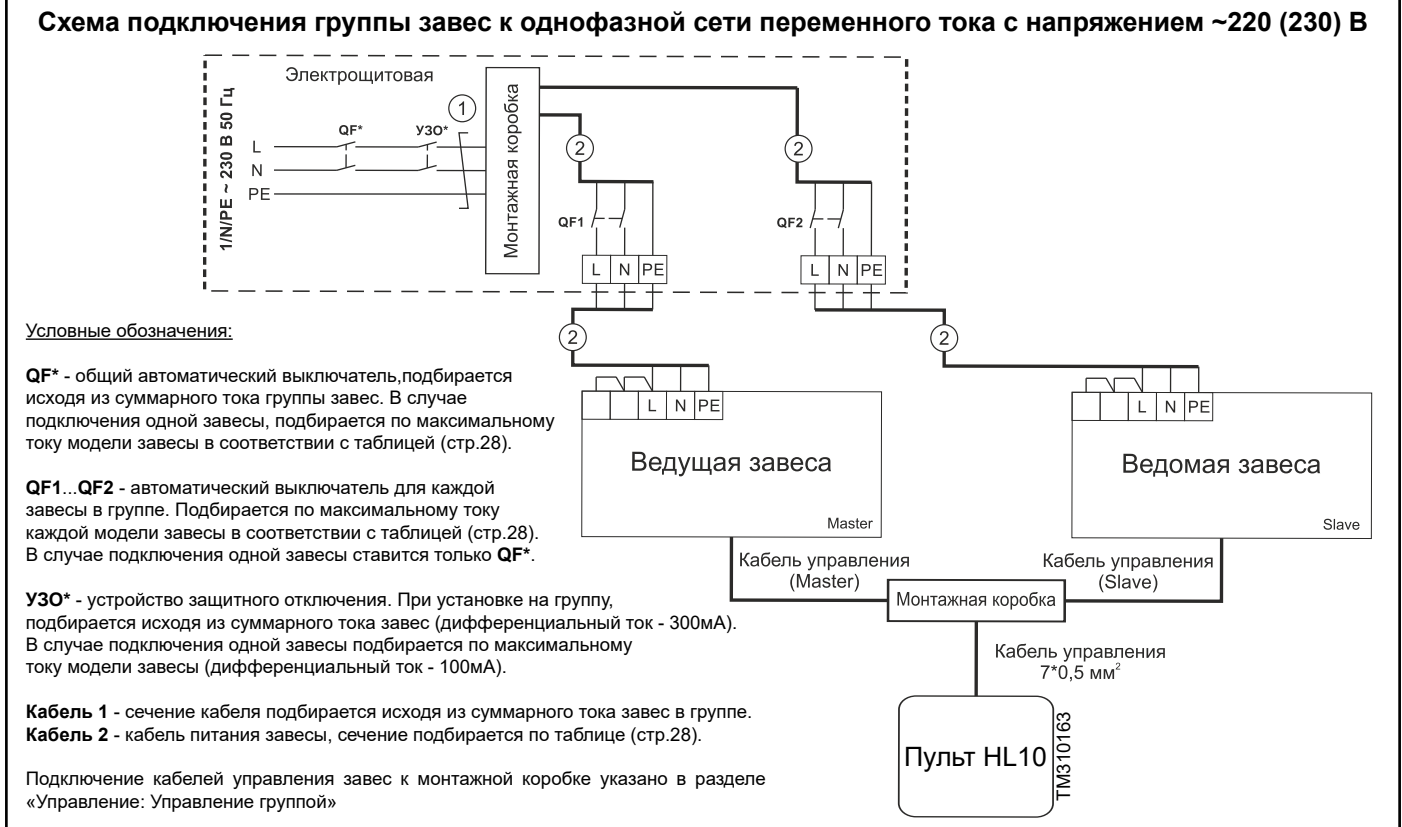 Схема подключения группы завес к однофазной сети переменного тока с напряжением ~220 (230) В
Электрощитовая
1/N/PE ~ 230 В 50 Гц
L
N
PE
QF*
УЗО*
1
Монтажная коробка
2
2
QF1
QF2
L N PE
L N PE
2
2
L N PE
Ведущая завеса
Master
L N PE
Ведомая завеса
Slave
Кабель управления
(Master)
Кабель управления
(Slave)
Монтажная коробка
Кабель управления
7*0,5 мм²
Пульт HL10
TM310163
Условные обозначения:
QF* - общий автоматический выключатель,подбирается
исходя из суммарного тока группы завес. В случае
подключения одной завесы, подбирается по максимальному
току модели завесы в соответствии с таблицей (стр.28).
QF1...QF2 - автоматический выключатель для каждой
завесы в группе. Подбирается по максимальному току
каждой модели завесы в соответствии с таблицей (стр.28).
В случае подключения одной завесы ставится только QF*.
УЗО* - устройство защитного отключения. При установке на группу,
подбирается исходя из суммарного тока завес (дифференциальный ток - 300мА).
В случае подключения одной завесы подбирается по максимальному
току модели завесы (дифференциальный ток - 100мА).
Кабель 1 - сечение кабеля подбирается исходя из суммарного тока завес в группе.
Кабель 2 - кабель питания завесы, сечение подбирается по таблице (стр.28).
Подключение кабелей управления завес к монтажной коробке указано в разделе
«Управление: Управление группой»